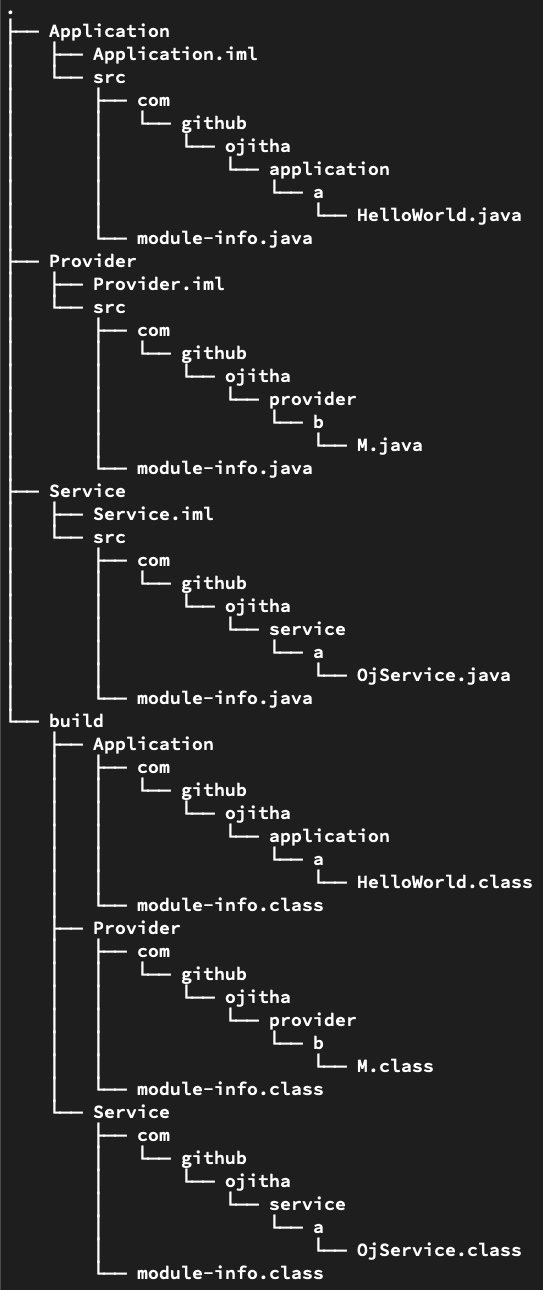 .
├── Application
│   ├── Application.iml
│   └── src
│       ├── com
│       │   └── github
│       │       └── ojitha
│       │           └── application
│       │               └── a
│       │                   └── HelloWorld.java
│       └── module-info.java
├── Provider
│   ├── Provider.iml
│   └── src
│       ├── com
│       │   └── github
│       │       └── ojitha
│       │           └── provider
│       │               └── b
│       │                   └── M.java
│       └── module-info.java
├── Service
│   ├── Service.iml
│   └── src
│       ├── com
│       │   └── github
│       │       └── ojitha
│       │           └── service
│       │               └── a
│       │                   └── OjService.java
│       └── module-info.java
└── build
    ├── Application
    │   ├── com
    │   │   └── github
    │   │       └── ojitha
    │   │           └── application
    │   │               └── a
    │   │                   └── HelloWorld.class
    │   └── module-info.class
    ├── Provider
    │   ├── com
    │   │   └── github
    │   │       └── ojitha
    │   │           └── provider
    │   │               └── b
    │   │                   └── M.class
    │   └── module-info.class
    └── Service
        ├── com
        │   └── github
        │       └── ojitha
        │           └── service
        │               └── a
        │                   └── OjService.class
        └── module-info.class